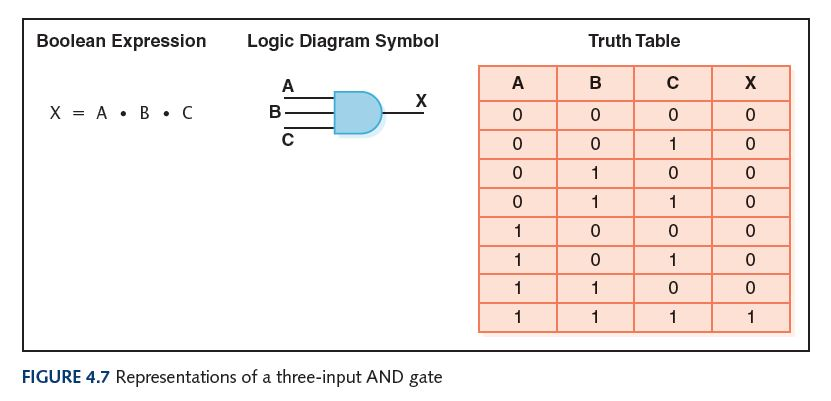 Boolean Expression
Logic Diagram Symbol
Truth Table
X = A • B • C
A
B
C
X
A B C X
0 0 0 0
0 0 1 0
0 1 0 0
0 1 1 0
1 0 0 0
1 0 1 0
1 1 0 0
1 1 1 1
FIGURE 4.7 Representations of a three-input AND gate